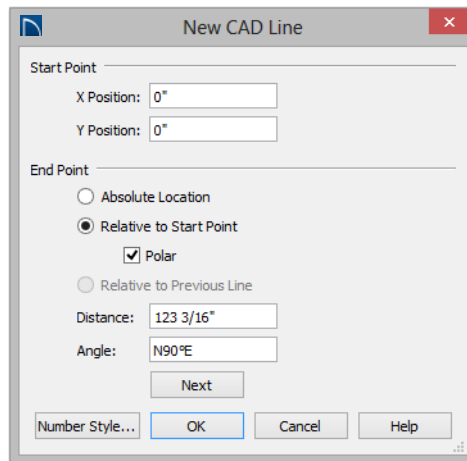 New CAD Line
Start Point
X Position: 0"
Y Position: 0"
End Point
Absolute Location
Relative to Start Point
Polar
Relative to Previous Line
Distance: 123 3/16"
Angle: N90°E
Next
Number Style... OK Cancel Help